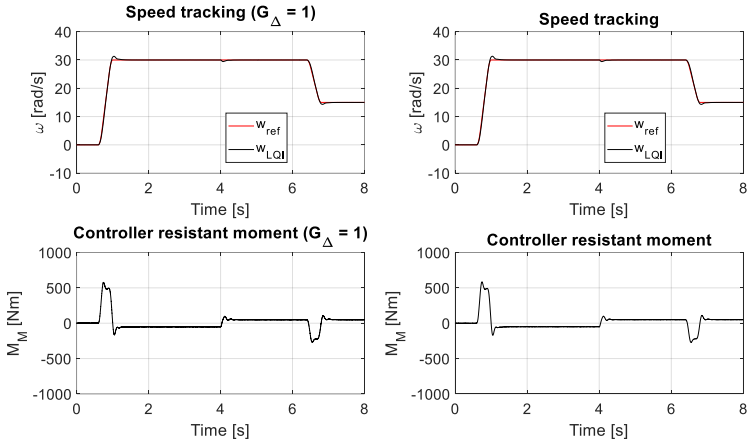 Speed tracking (G_Δ = 1)
40
30
20
10
0
-10
ω [rad/s]
w_ref
w_LQI
0 2 4 6 8
Time [s]
Speed tracking
40
30
20
10
0
-10
ω [rad/s]
w_ref
w_LQI
0 2 4 6 8
Time [s]
Controller resistant moment (G_Δ = 1)
1000
500
0
-500
-1000
M_M [Nm]
0 2 4 6 8
Time [s]
Controller resistant moment
1000
500
0
-500
-1000
M_M [Nm]
0 2 4 6 8
Time [s]